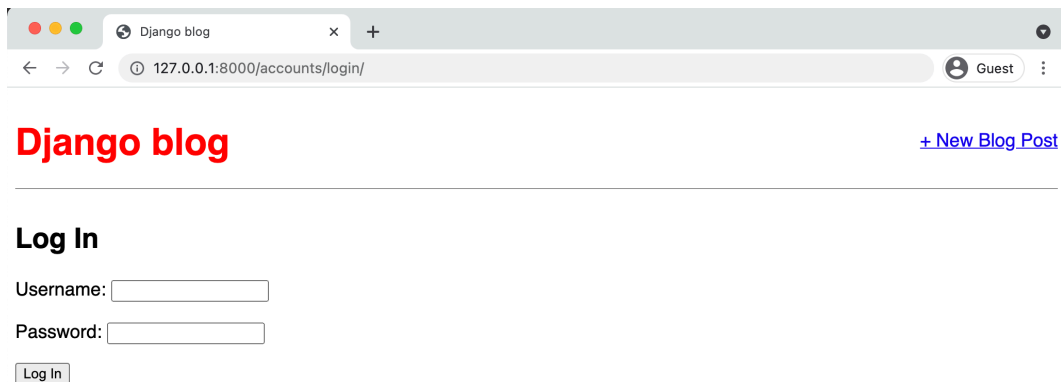 Django blog
127.0.0.1:8000/accounts/login/
Guest
Django blog
+ New Blog Post
Log In
Username:
Password:
Log In